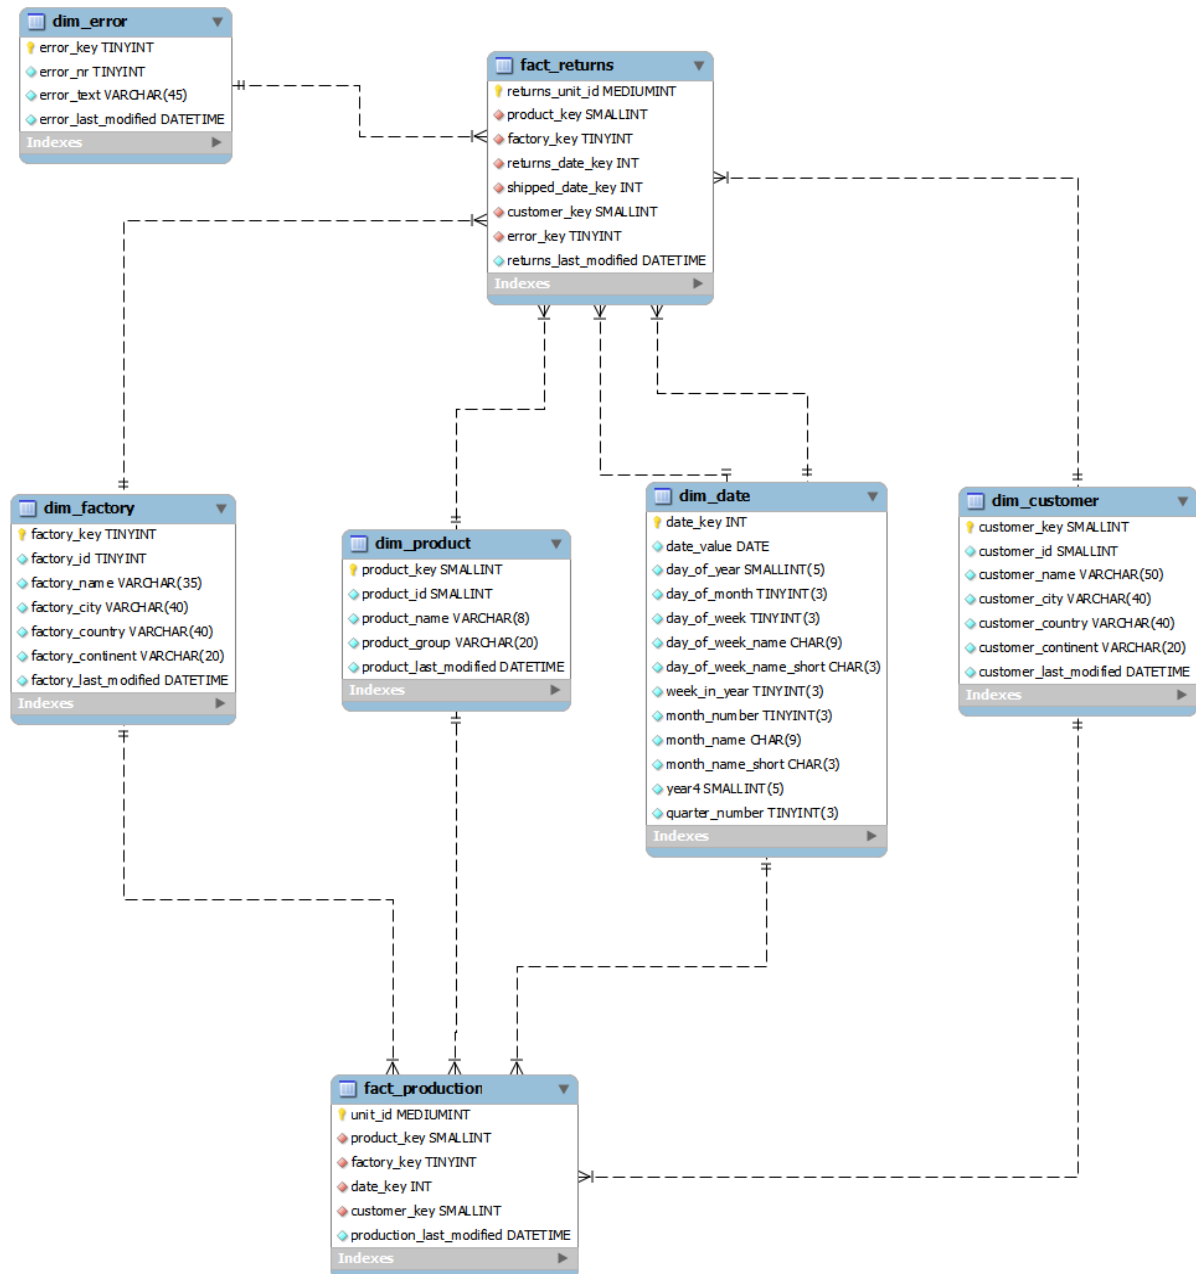 dim_error
error_key TINYINT
error_nr TINYINT
error_text VARCHAR(45)
error_last_modified DATETIME
Indexes
fact_returns
returns_unit_id MEDIUMINT
product_key SMALLINT
factory_key TINYINT
returns_date_key INT
shipped_date_key INT
customer_key SMALLINT
error_key TINYINT
returns_last_modified DATETIME
Indexes
dim_factory
factory_key TINYINT
factory_id TINYINT
factory_name VARCHAR(35)
factory_city VARCHAR(40)
factory_country VARCHAR(40)
factory_continent VARCHAR(20)
factory_last_modified DATETIME
Indexes
dim_product
product_key SMALLINT
product_id SMALLINT
product_name VARCHAR(8)
product_group VARCHAR(20)
product_last_modified DATETIME
Indexes
dim_date
date_key INT
date_value DATE
day_of_year SMALLINT(5)
day_of_month TINYINT(3)
day_of_week TINYINT(3)
day_of_week_name CHAR(9)
day_of_week_name_short CHAR(3)
week_in_year TINYINT(3)
month_number TINYINT(3)
month_name CHAR(9)
month_name_short CHAR(3)
year4 SMALLINT(5)
quarter_number TINYINT(3)
Indexes
dim_customer
customer_key SMALLINT
customer_id SMALLINT
customer_name VARCHAR(50)
customer_city VARCHAR(40)
customer_country VARCHAR(40)
customer_continent VARCHAR(20)
customer_last_modified DATETIME
Indexes
fact_production
unit_id MEDIUMINT
product_key SMALLINT
factory_key TINYINT
date_key INT
customer_key SMALLINT
production_last_modified DATETIME
Indexes